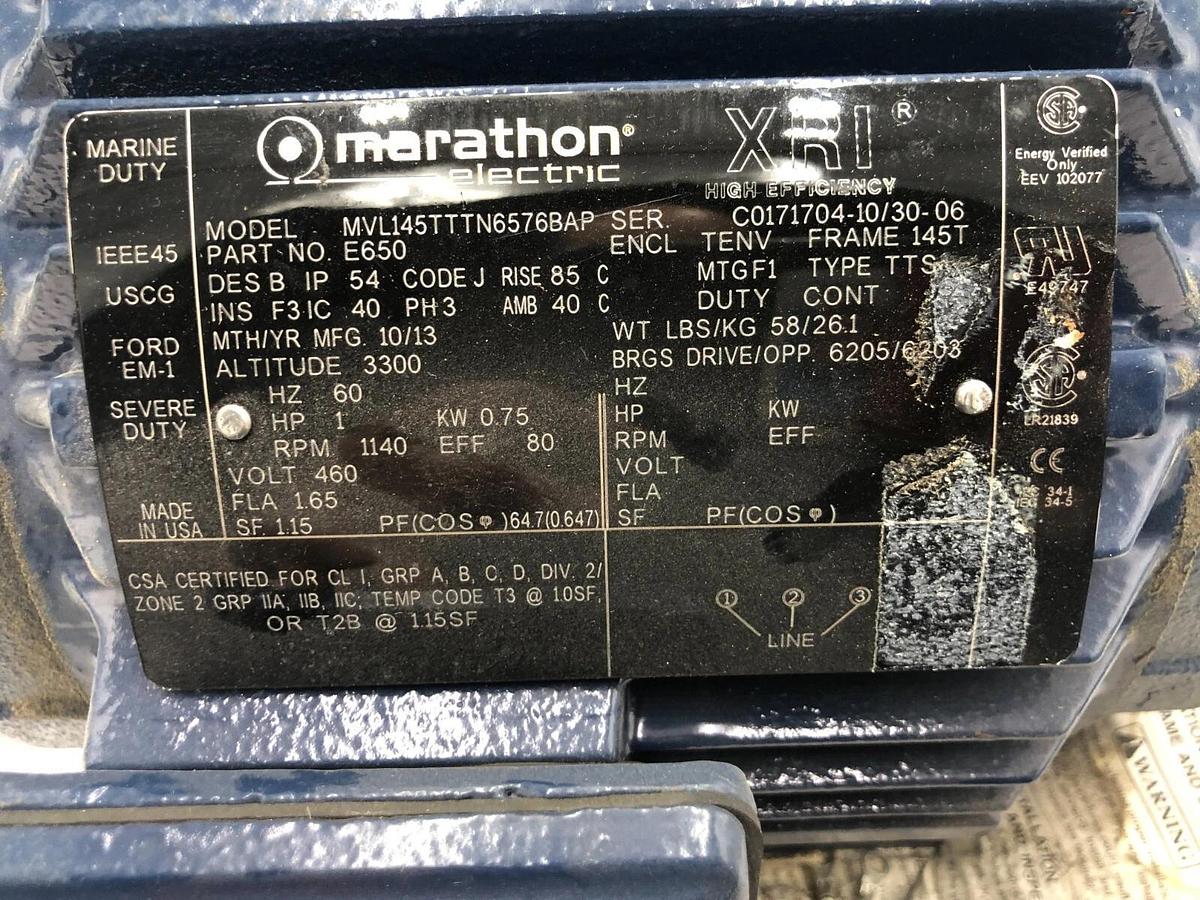 MARINE
DUTY
IEEE45
USCG
FORD
EM-1
SEVERE
DUTY
MADE
IN USA
marathon®
electric
XRI ®
HIGH EFFICIENCY
MODEL MVL145TTTN6576BAP SER. C0171704-10/30-06
PART NO. E650 ENCL TENV FRAME 145T
DES B IP 54 CODE J RISE 85 C MTG F1 TYPE TTS
INS F3 IC 40 PH 3 AMB 40 C DUTY CONT
MTH/YR MFG. 10/13 WT LBS/KG 58/26.1
ALTITUDE 3300 BRGS DRIVE/OPP. 6205/6203
HZ 60
HP 1 KW 0.75
RPM 1140 EFF 80
VOLT 460
FLA 1.65
SF 1.15 PF(COS φ) 64.7(0.647)
HZ
HP KW
RPM EFF
VOLT
FLA
SF PF(COS φ)
CSA CERTIFIED FOR CL I, GRP A, B, C, D, DIV. 2/
ZONE 2 GRP IIA, IIB, IIC; TEMP CODE T3 @ 1.0SF,
OR T2B @ 1.15SF
1 2 3
LINE
Energy Verified
Only
EEV 102077
E49747
LR21839
CE
34-1
34-5
WARNING